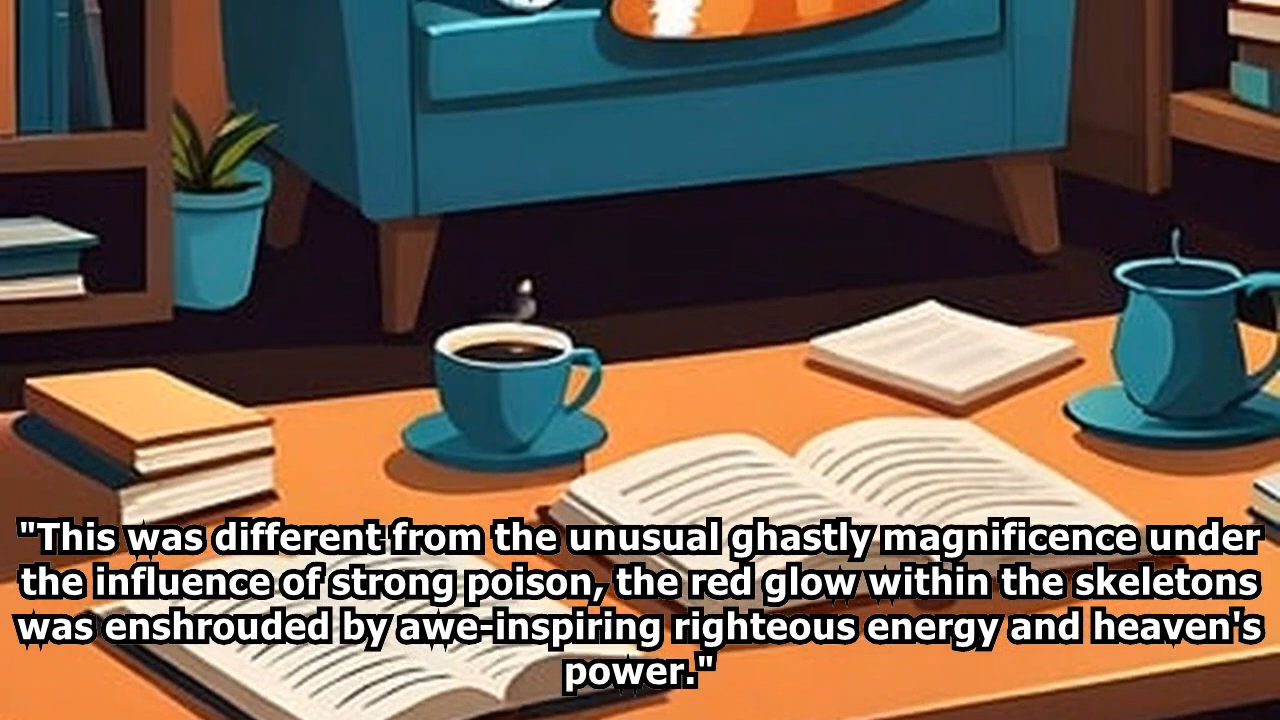 "This was different from the unusual ghastly magnificence under
the influence of strong poison, the red glow within the skeletons
was enshrouded by awe-inspiring righteous energy and heaven's
power."